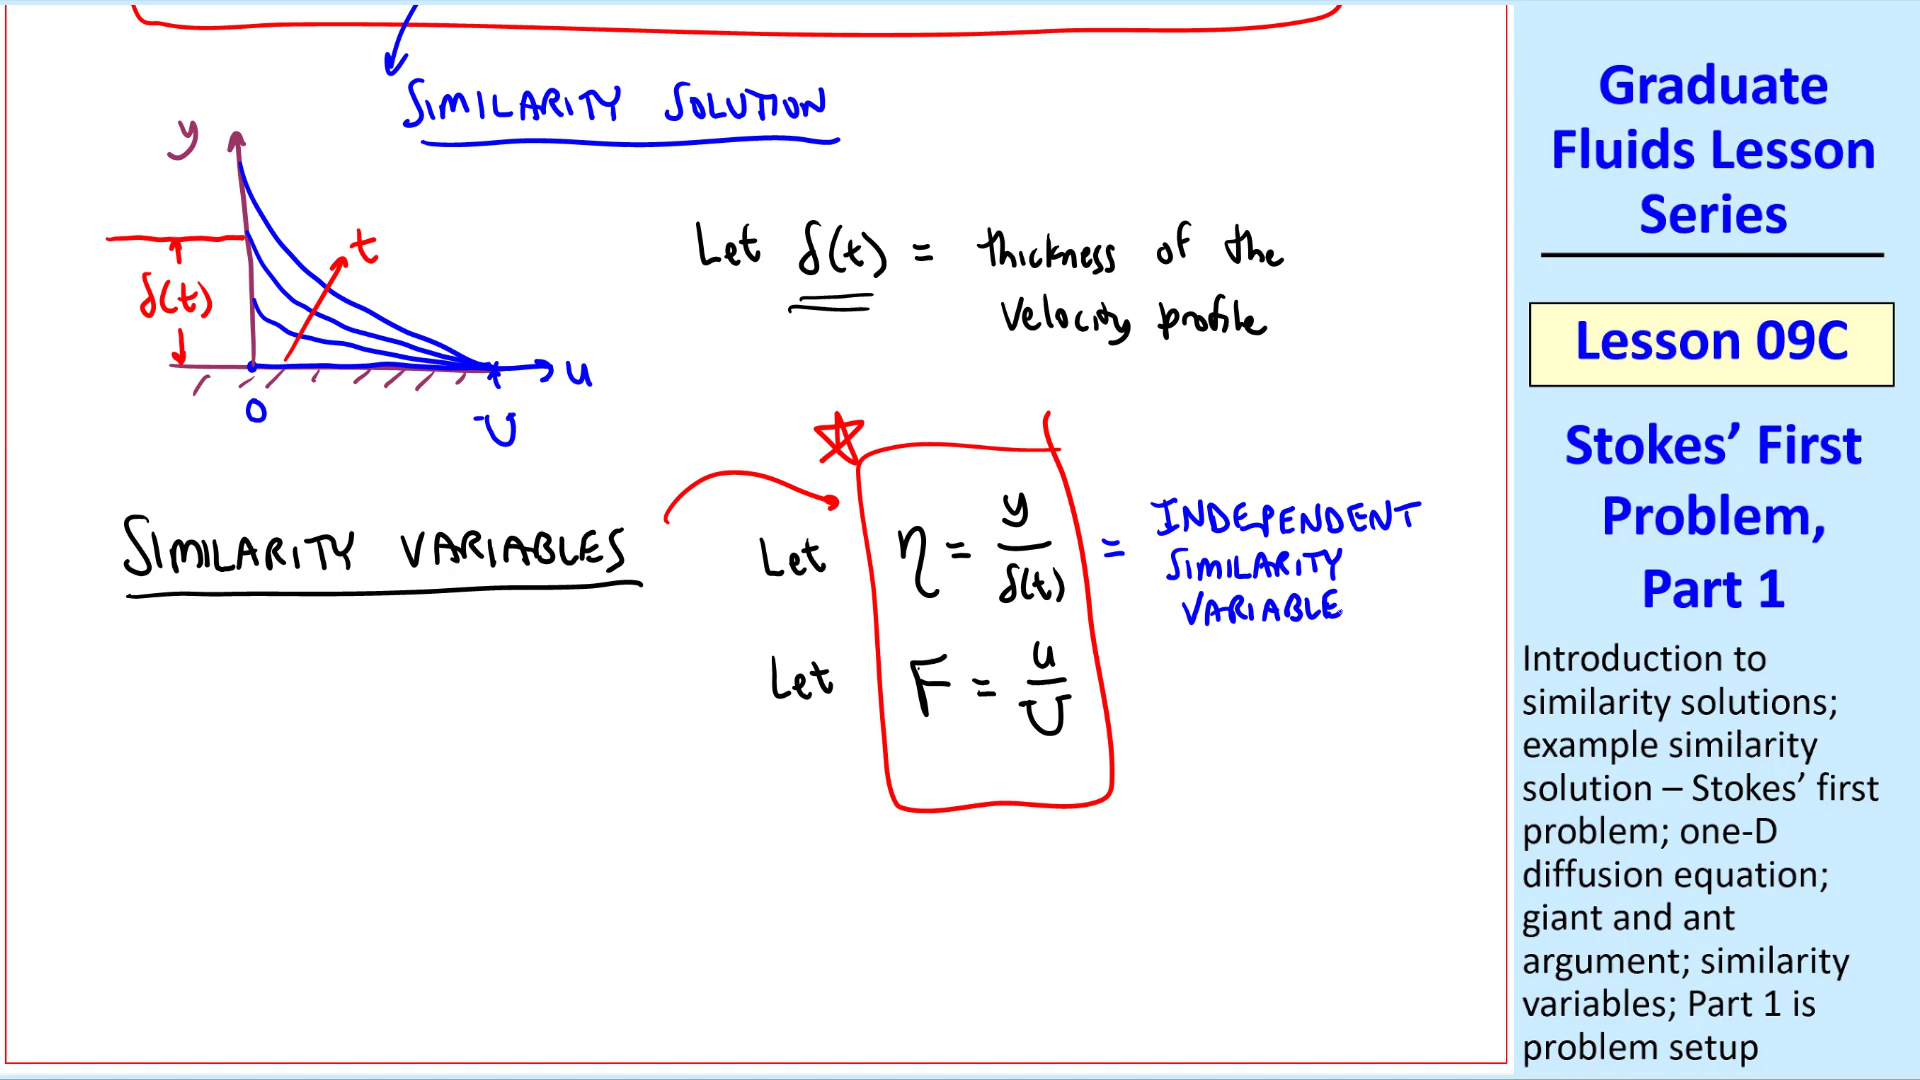 SIMILARITY SOLUTION
y
t
δ(t)
u
0
U
Let δ(t) = thickness of the
velocity profile
SIMILARITY VARIABLES
Let η = y/δ(t) = INDEPENDENT
SIMILARITY
VARIABLE
Let F = u/U
Graduate
Fluids Lesson
Series
Lesson 09C
Stokes’ First
Problem,
Part 1
Introduction to
similarity solutions;
example similarity
solution – Stokes’ first
problem; one-D
diffusion equation;
giant and ant
argument; similarity
variables; Part 1 is
problem setup